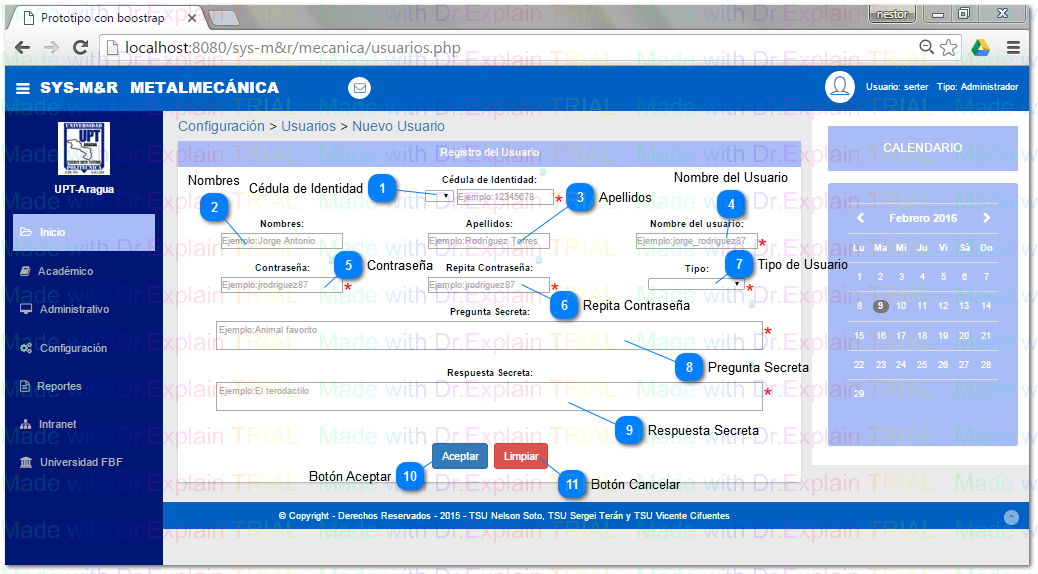 Prototipo con boostrap
nestor
localhost:8080/sys-m&r/mecanica/usuarios.php
SYS-M&R METALMECÁNICA
Usuario: serter Tipo: Administrador
UNIVERSIDAD
UPT
ARAGUA
POLITECNICA
UPT-Aragua
Inicio
Académico
Administrativo
Configuración
Reportes
Intranet
Universidad FBF
Configuración > Usuarios > Nuevo Usuario
Registro del Usuario
Cédula de Identidad:
Cédula de Identidad 1
Ejemplo:12345678 *
Nombres 2
3 Apellidos
Nombre del Usuario 4
Nombres:
Ejemplo:Jorge Antonio
Apellidos:
Ejemplo:Rodríguez Torres
Nombre del usuario:
Ejemplo:jorge_rodriguez87 *
Contraseña:
5 Contraseña
Ejemplo:jrodriguez87 *
Repita Contraseña:
Ejemplo:jrodriguez87 *
6 Repita Contraseña
Tipo:
7 Tipo de Usuario
*
Pregunta Secreta:
Ejemplo:Animal favorito *
8 Pregunta Secreta
Respuesta Secreta:
Ejemplo:El terodactilo *
9 Respuesta Secreta
Aceptar Limpiar
Botón Aceptar 10
11 Botón Cancelar
CALENDARIO
Febrero 2016
Lu Ma Mi Ju Vi Sá Do
1 2 3 4 5 6 7
8 9 10 11 12 13 14
15 16 17 18 19 20 21
22 23 24 25 26 27 28
29
© Copyright - Derechos Reservados - 2015 - TSU Nelson Soto, TSU Sergei Terán y TSU Vicente Cifuentes
Made with Dr.Explain TRIAL